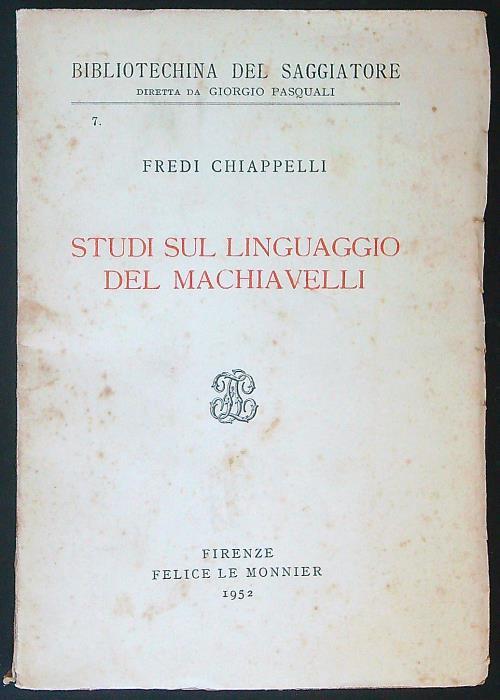 BIBLIOTECHINA DEL SAGGIATORE
DIRETTA DA GIORGIO PASQUALI
7.
FREDI CHIAPPELLI
STUDI SUL LINGUAGGIO
DEL MACHIAVELLI
FIRENZE
FELICE LE MONNIER
1952